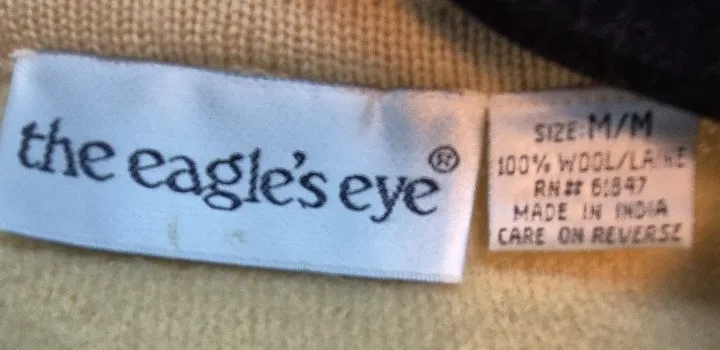 the eagle's eye®
SIZE: M/M
100% WOOL/LAINE
RN## 61847
MADE IN INDIA
CARE ON REVERSE